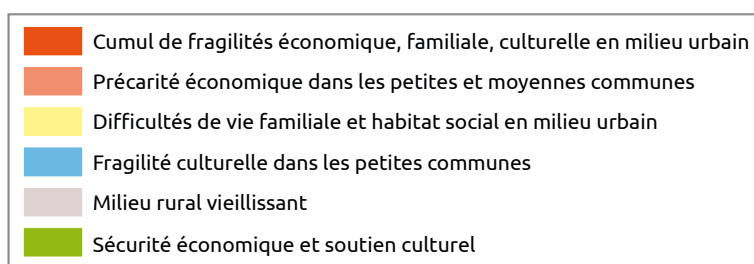 Cumul de fragilités économique, familiale, culturelle en milieu urbain
Précarité économique dans les petites et moyennes communes
Difficultés de vie familiale et habitat social en milieu urbain
Fragilité culturelle dans les petites communes
Milieu rural vieillissant
Sécurité économique et soutien culturel